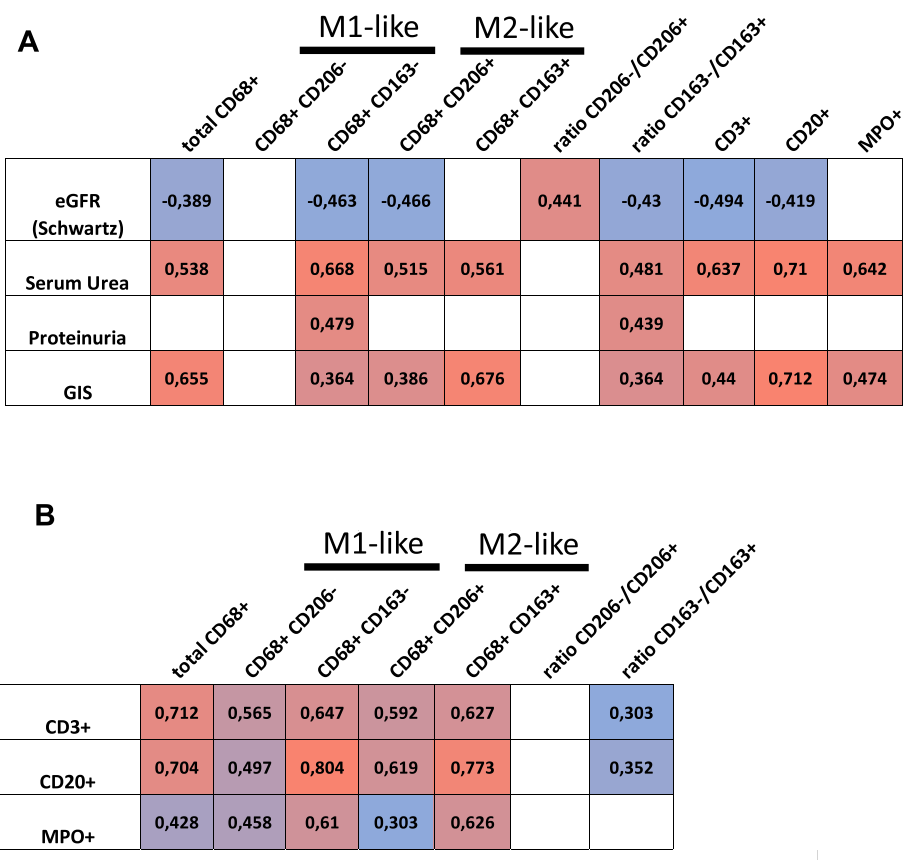 A
M1-like M2-like
total CD68+ CD68+ CD206- CD68+ CD163- CD68+ CD206+ CD68+ CD163+ ratio CD206-/CD206+ ratio CD163-/CD163+ CD3+ CD20+ MPO+
eGFR
(Schwartz) -0,389 -0,463 -0,466 0,441 -0,43 -0,494 -0,419
Serum Urea 0,538 0,668 0,515 0,561 0,481 0,637 0,71 0,642
Proteinuria 0,479 0,439
GIS 0,655 0,364 0,386 0,676 0,364 0,44 0,712 0,474
B
M1-like M2-like
total CD68+ CD68+ CD206- CD68+ CD163- CD68+ CD206+ CD68+ CD163+ ratio CD206-/CD206+ ratio CD163-/CD163+
CD3+ 0,712 0,565 0,647 0,592 0,627 0,303
CD20+ 0,704 0,497 0,804 0,619 0,773 0,352
MPO+ 0,428 0,458 0,61 0,303 0,626